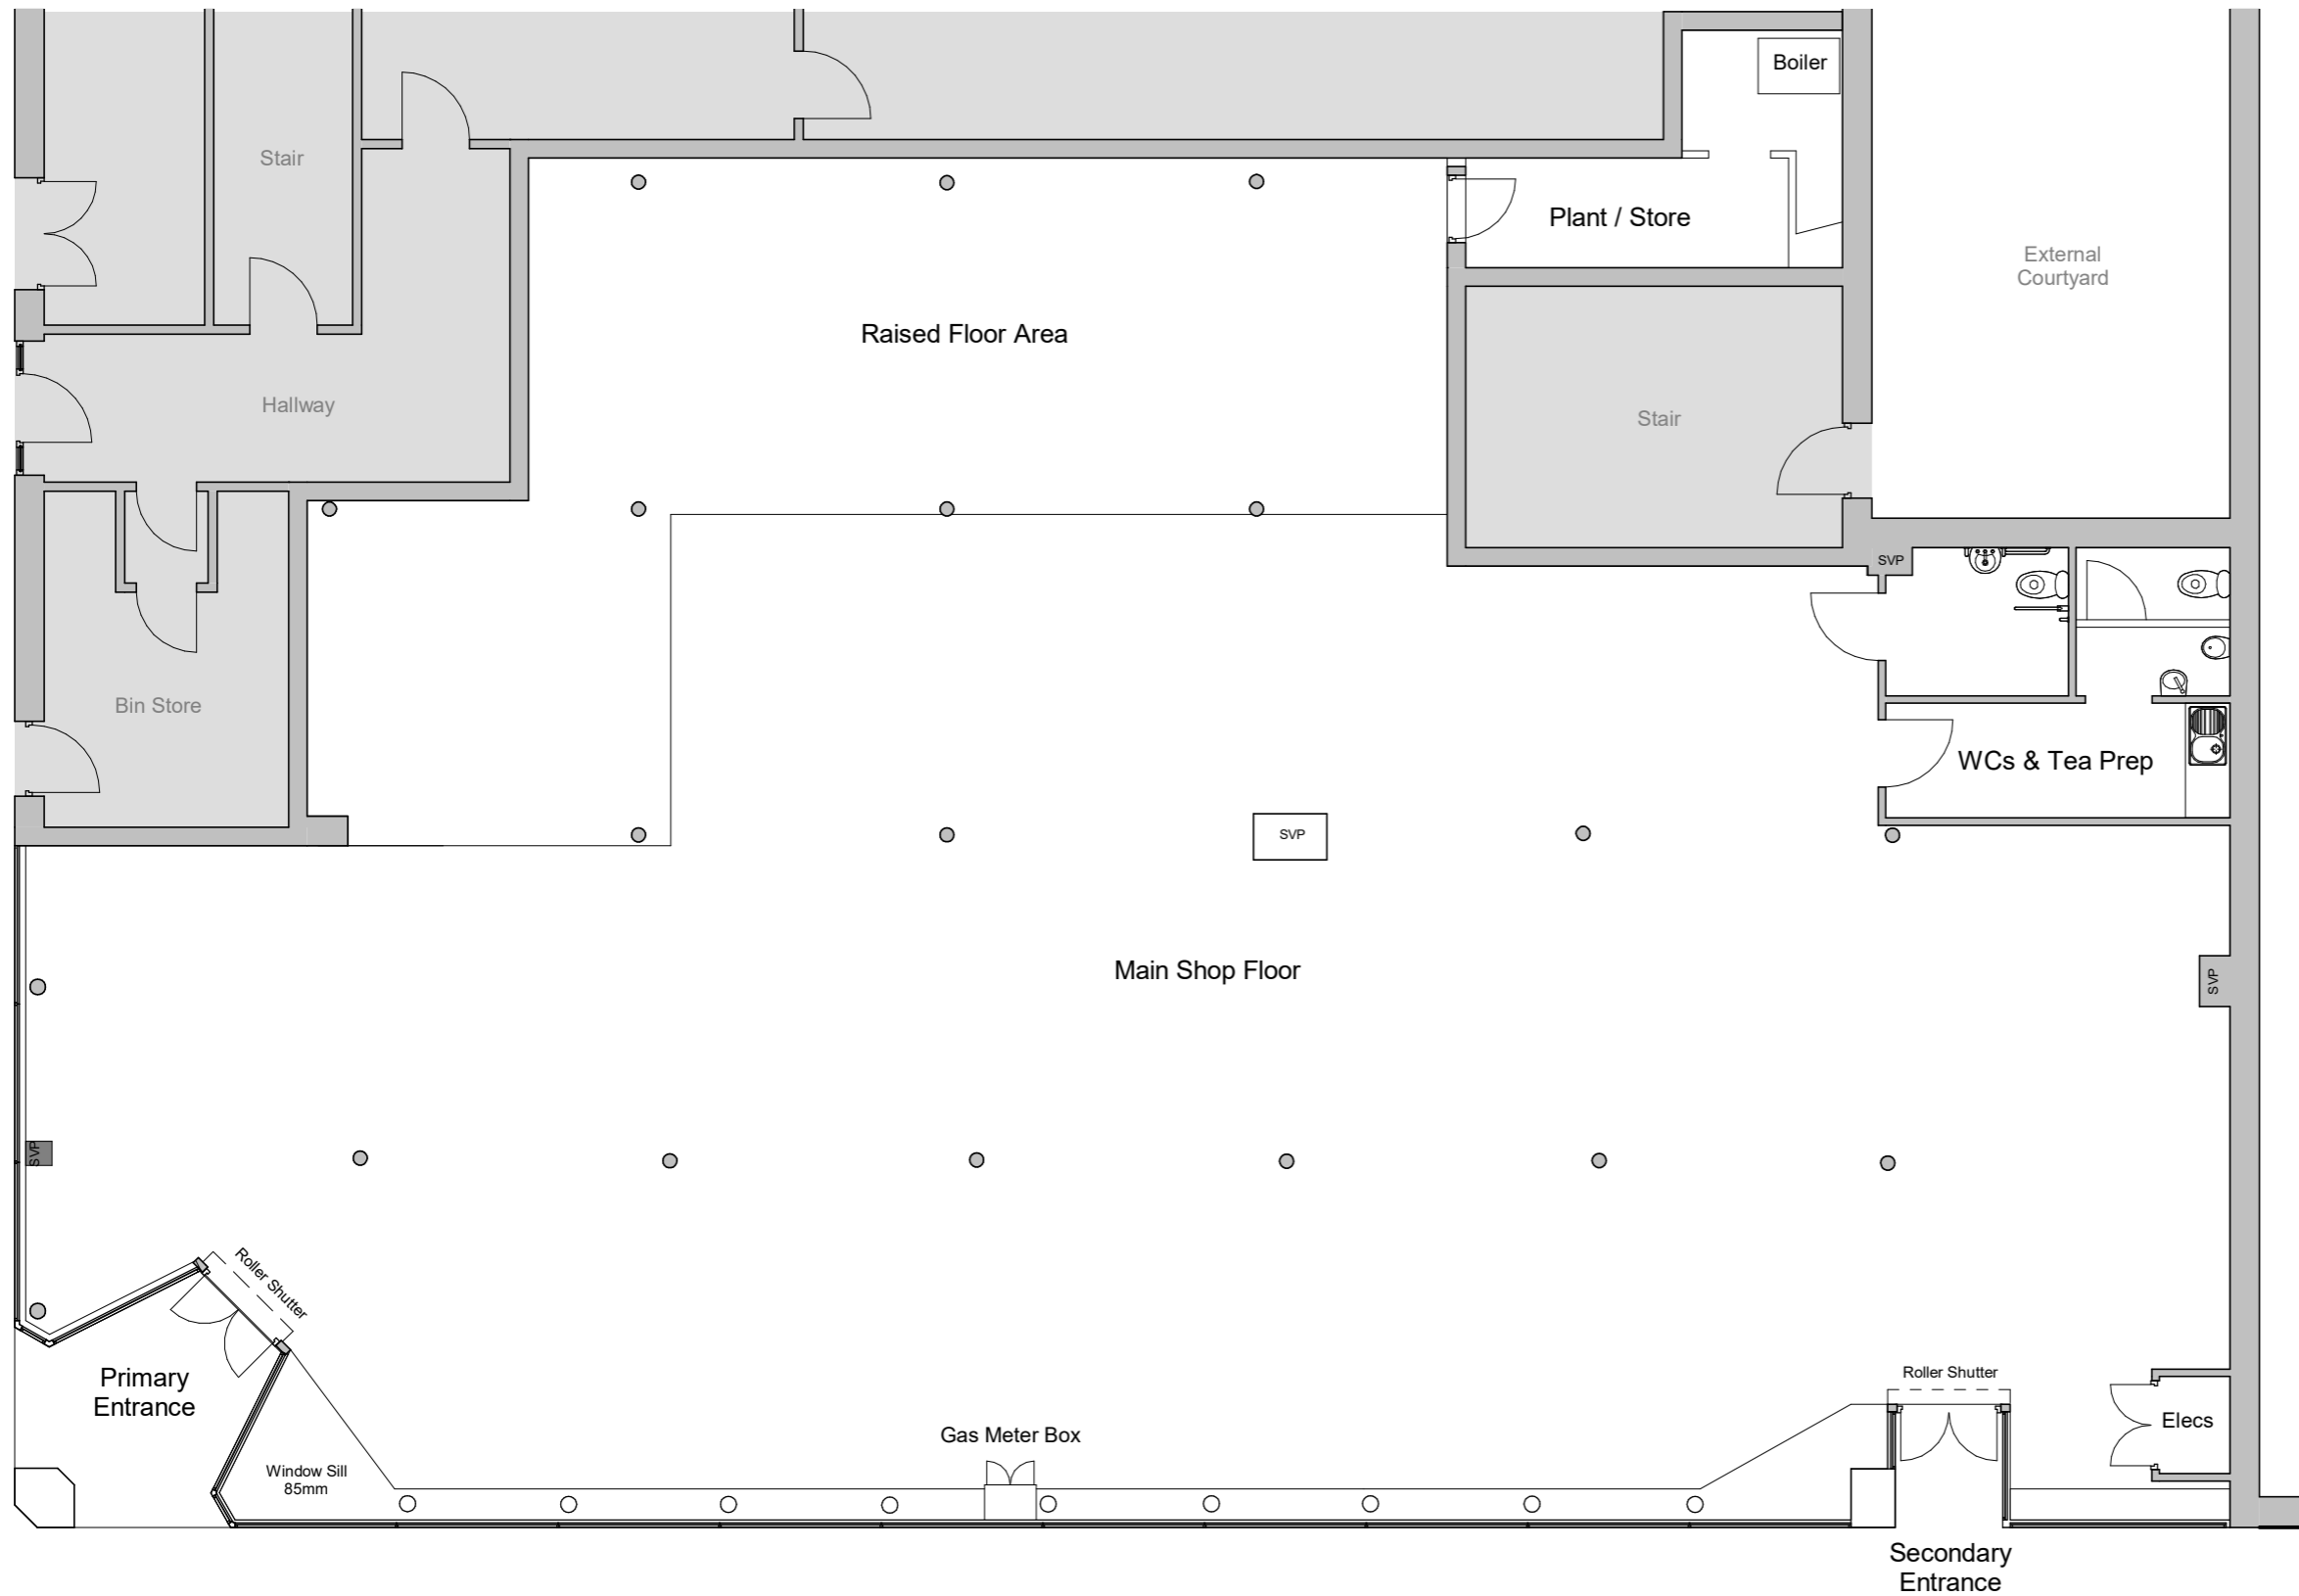 Boiler
Stair
Plant / Store
External
Courtyard
Raised Floor Area
Hallway
Stair
SVP
Bin Store
WCs & Tea Prep
SVP
Main Shop Floor
SVP
SVP
Roller Shutter
Primary
Entrance
Roller Shutter
Elecs
Gas Meter Box
Window Sill
85mm
Secondary
Entrance